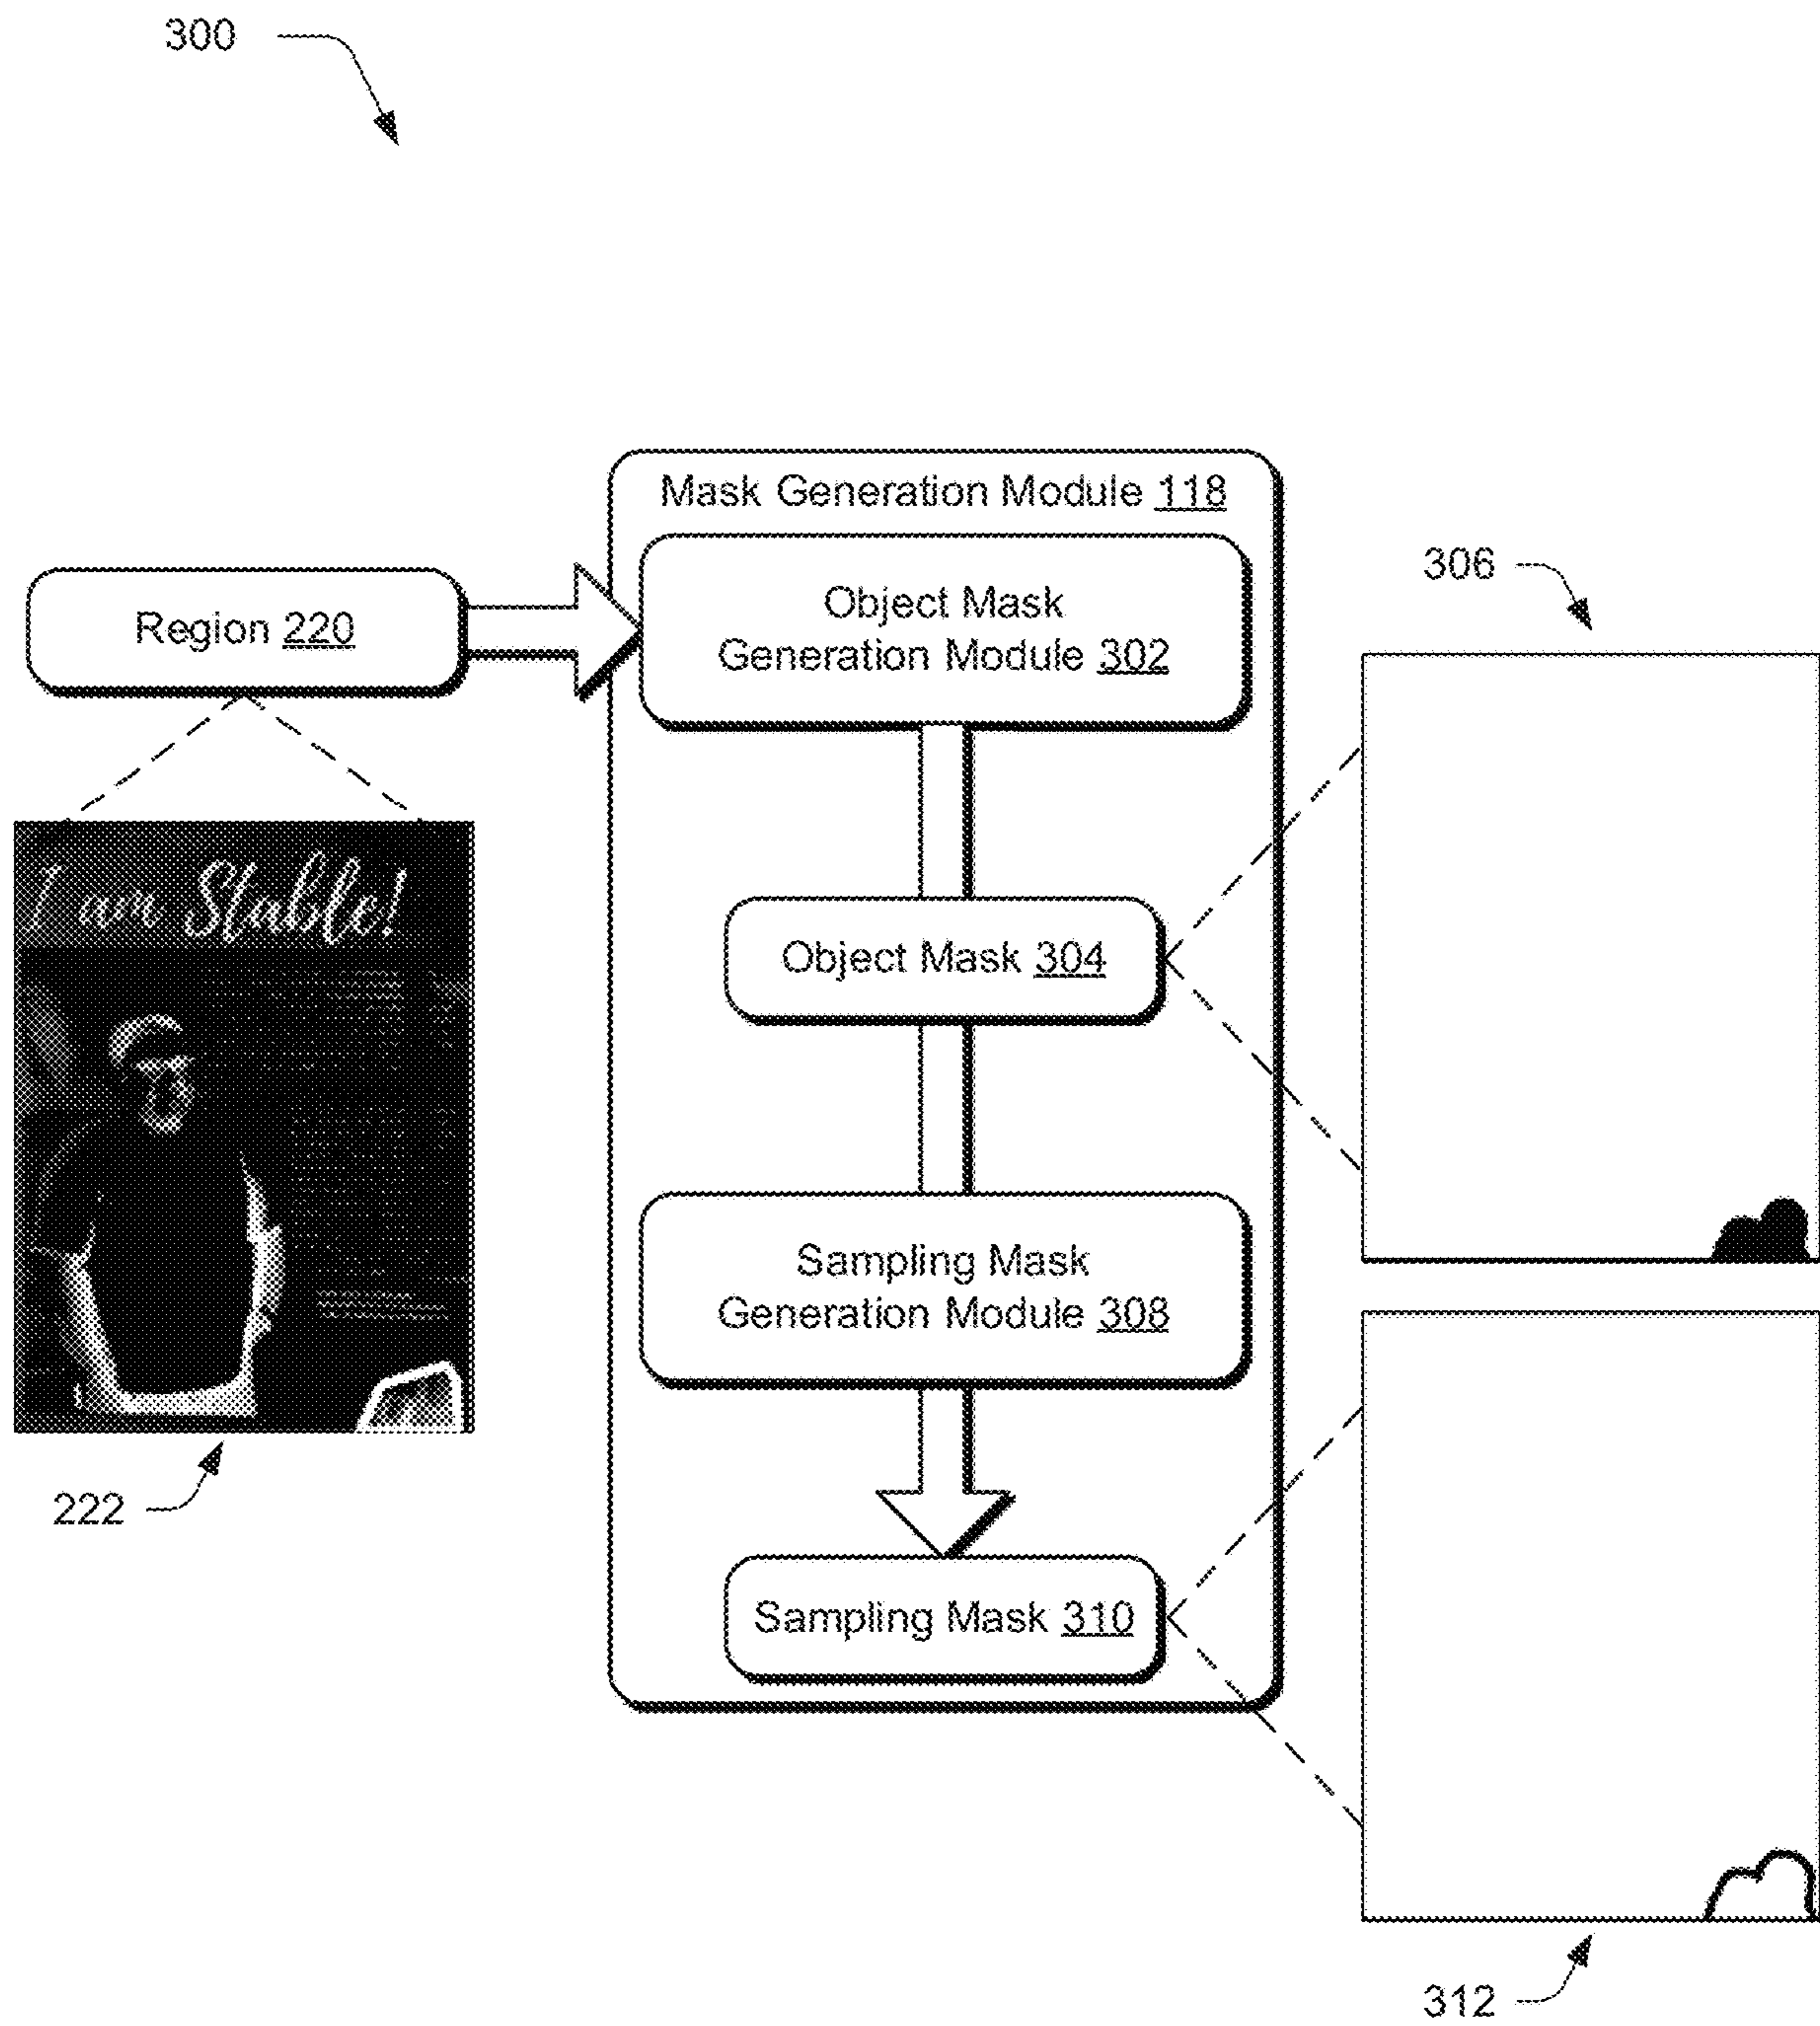 300
Mask Generation Module 118
Object Mask
Generation Module 302
Region 220
306
I am Stable!
Object Mask 304
Sampling Mask
Generation Module 308
222
Sampling Mask 310
312